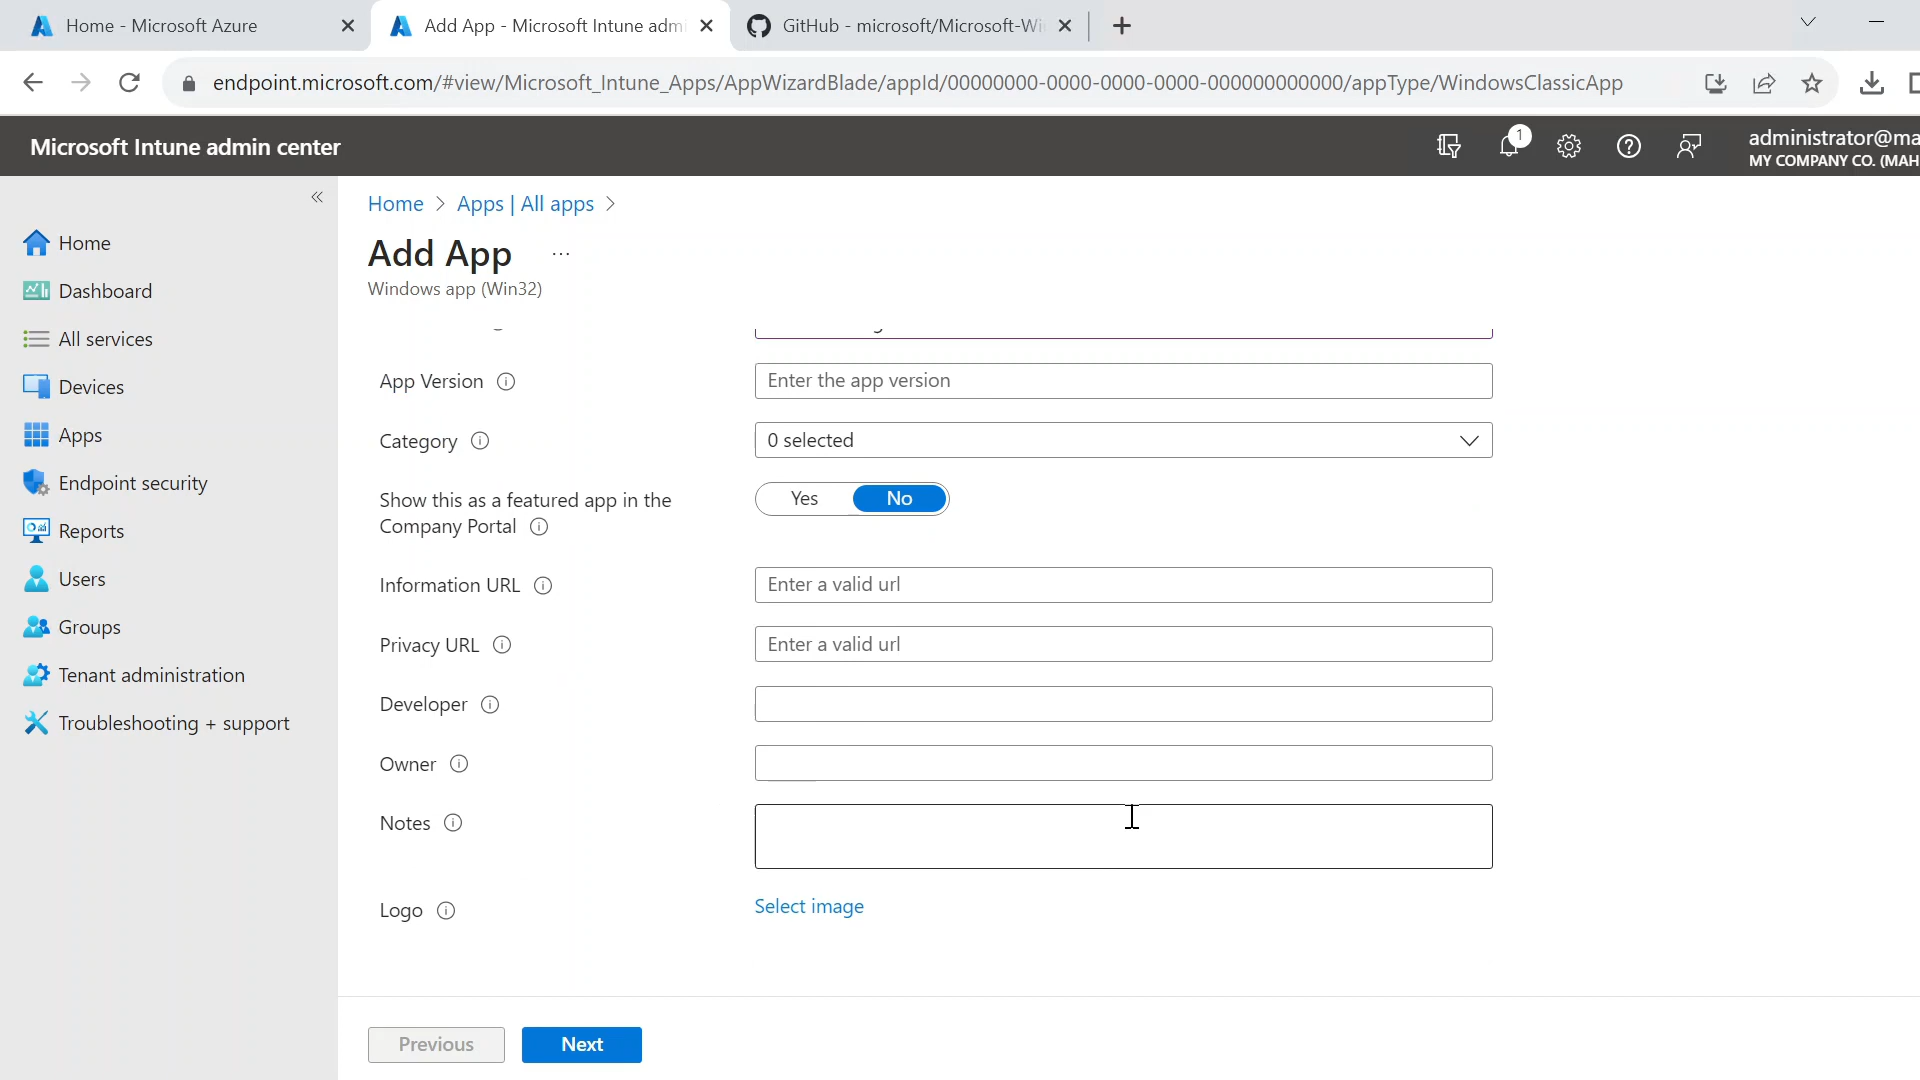 Home - Microsoft Azure
Add App - Microsoft Intune admi
GitHub - microsoft/Microsoft-Wi
endpoint.microsoft.com/#view/Microsoft_Intune_Apps/AppWizardBlade/appId/00000000-0000-0000-0000-000000000000/appType/WindowsClassicApp
Microsoft Intune admin center
1
administrator@ma
MY COMPANY CO. (MAH
Home
Dashboard
All services
Devices
Apps
Endpoint security
Reports
Users
Groups
Tenant administration
Troubleshooting + support
Home > Apps | All apps >
Add App ...
Windows app (Win32)
App Version
Enter the app version
Category
0 selected
Show this as a featured app in the
Company Portal
Yes No
Information URL
Enter a valid url
Privacy URL
Enter a valid url
Developer
Owner
Notes
Logo
Select image
Previous
Next